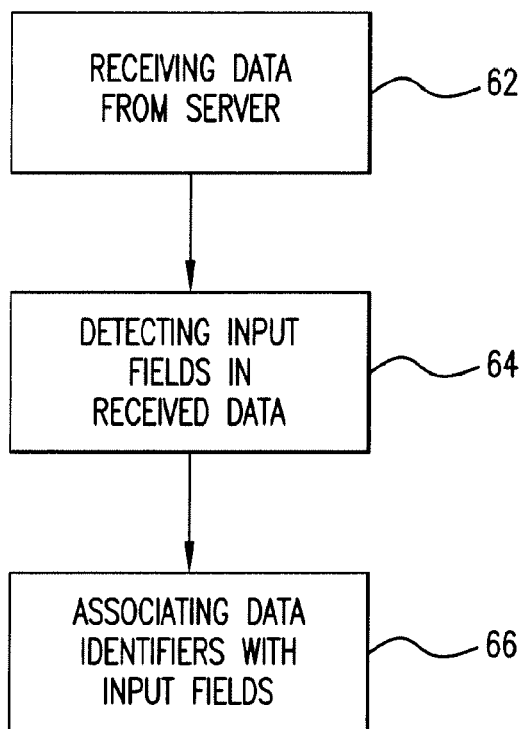 RECEIVING DATA
FROM SERVER
62
DETECTING INPUT
FIELDS IN
RECEIVED DATA
64
ASSOCIATING DATA
IDENTIFIERS WITH
INPUT FIELDS
66